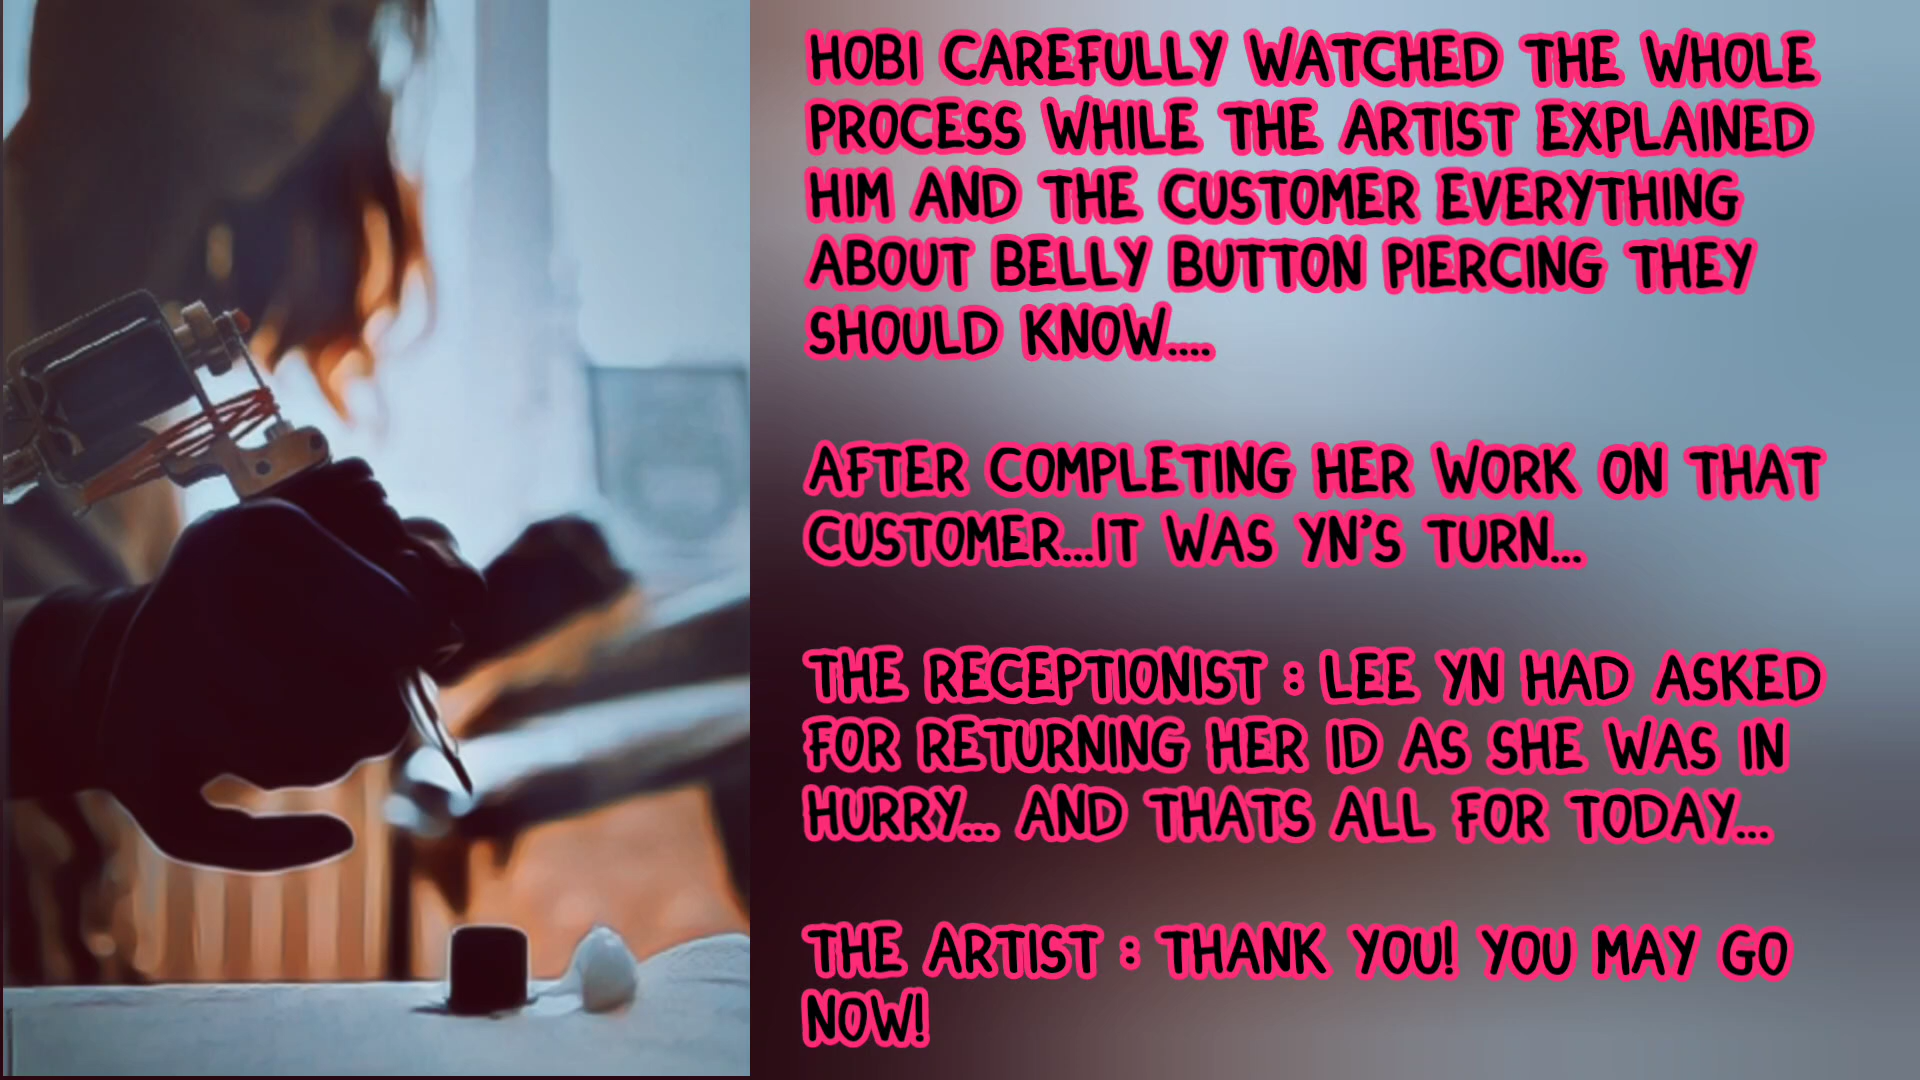 HOBI CAREFULLY WATCHED THE WHOLE
PROCESS WHILE THE ARTIST EXPLAINED
HIM AND THE CUSTOMER EVERYTHING
ABOUT BELLY BUTTON PIERCING THEY
SHOULD KNOW....
AFTER COMPLETING HER WORK ON THAT
CUSTOMER...IT WAS YN'S TURN...
THE RECEPTIONIST : LEE YN HAD ASKED
FOR RETURNING HER ID AS SHE WAS IN
HURRY... AND THATS ALL FOR TODAY...
THE ARTIST : THANK YOU! YOU MAY GO
NOW!